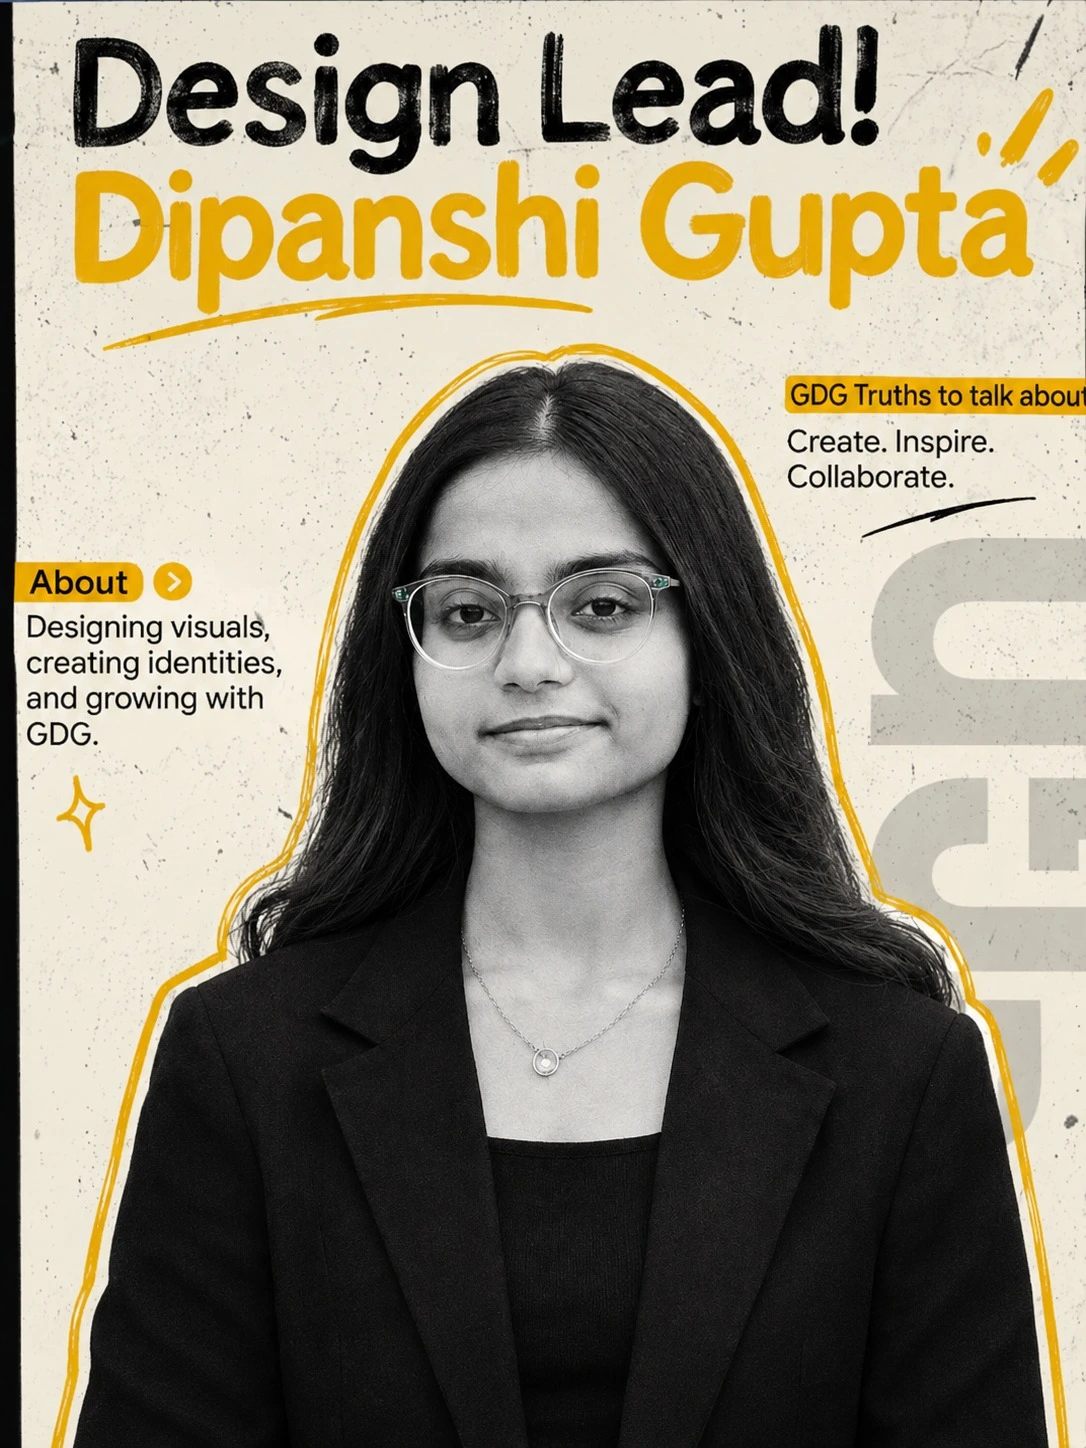 Design Lead!
Dipanshi Gupta
GDG Truths to talk about
Create. Inspire.
Collaborate.
About
Designing visuals,
creating identities,
and growing with
GDG.